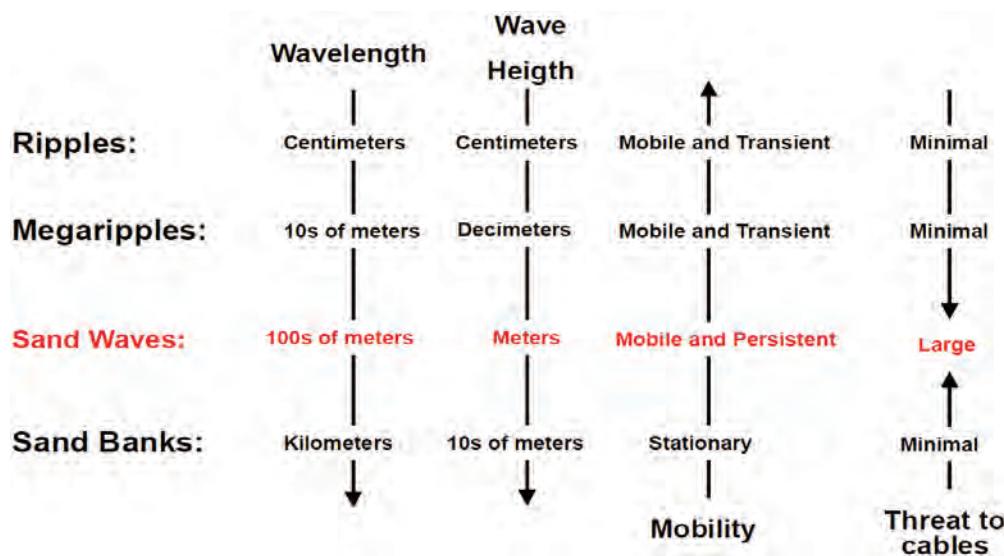 Wavelength
Wave
Heigth
Ripples: Centimeters Centimeters Mobile and Transient Minimal
Megaripples: 10s of meters Decimeters Mobile and Transient Minimal
Sand Waves: 100s of meters Meters Mobile and Persistent Large
Sand Banks: Kilometers 10s of meters Stationary Minimal
Mobility
Threat to
cables